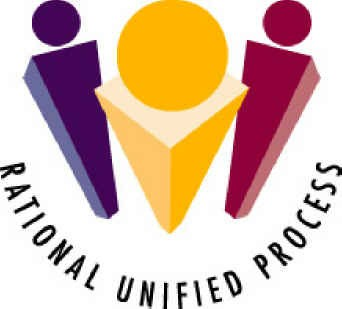 RATIONAL UNIFIED PROCESS